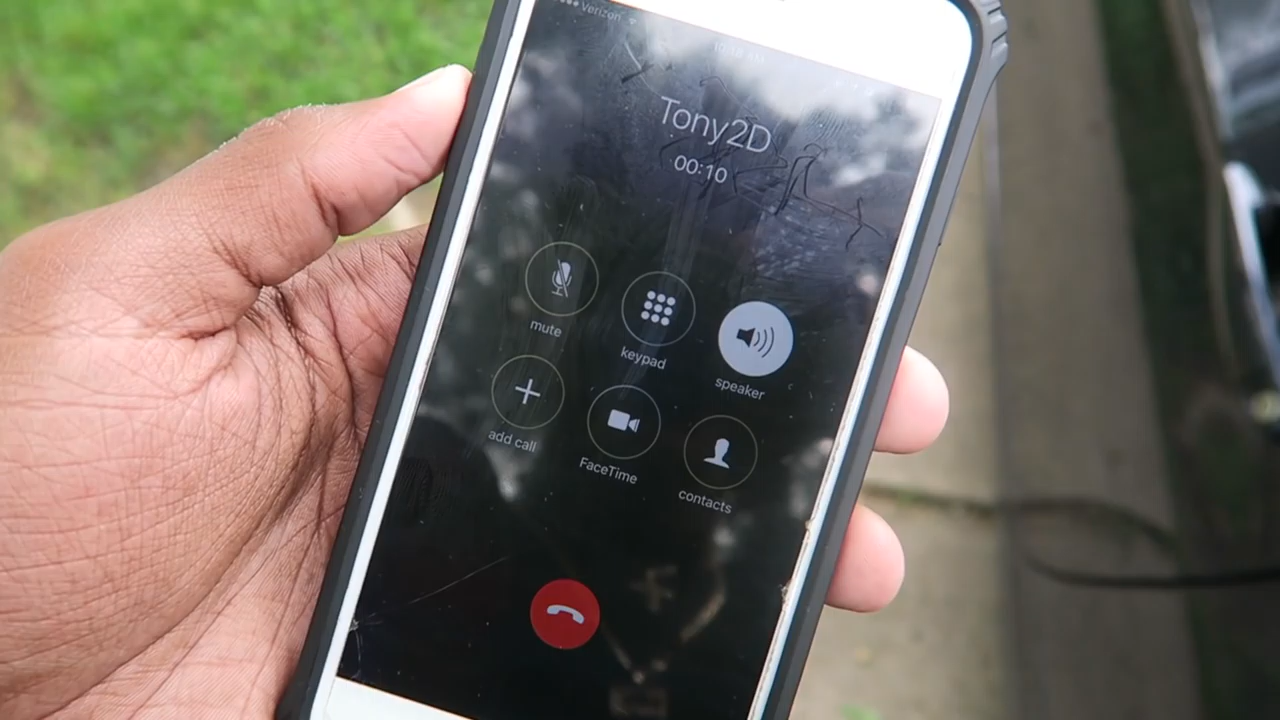 Verizon
Tony2D
00:10
mute
keypad
speaker
add call
FaceTime
contacts